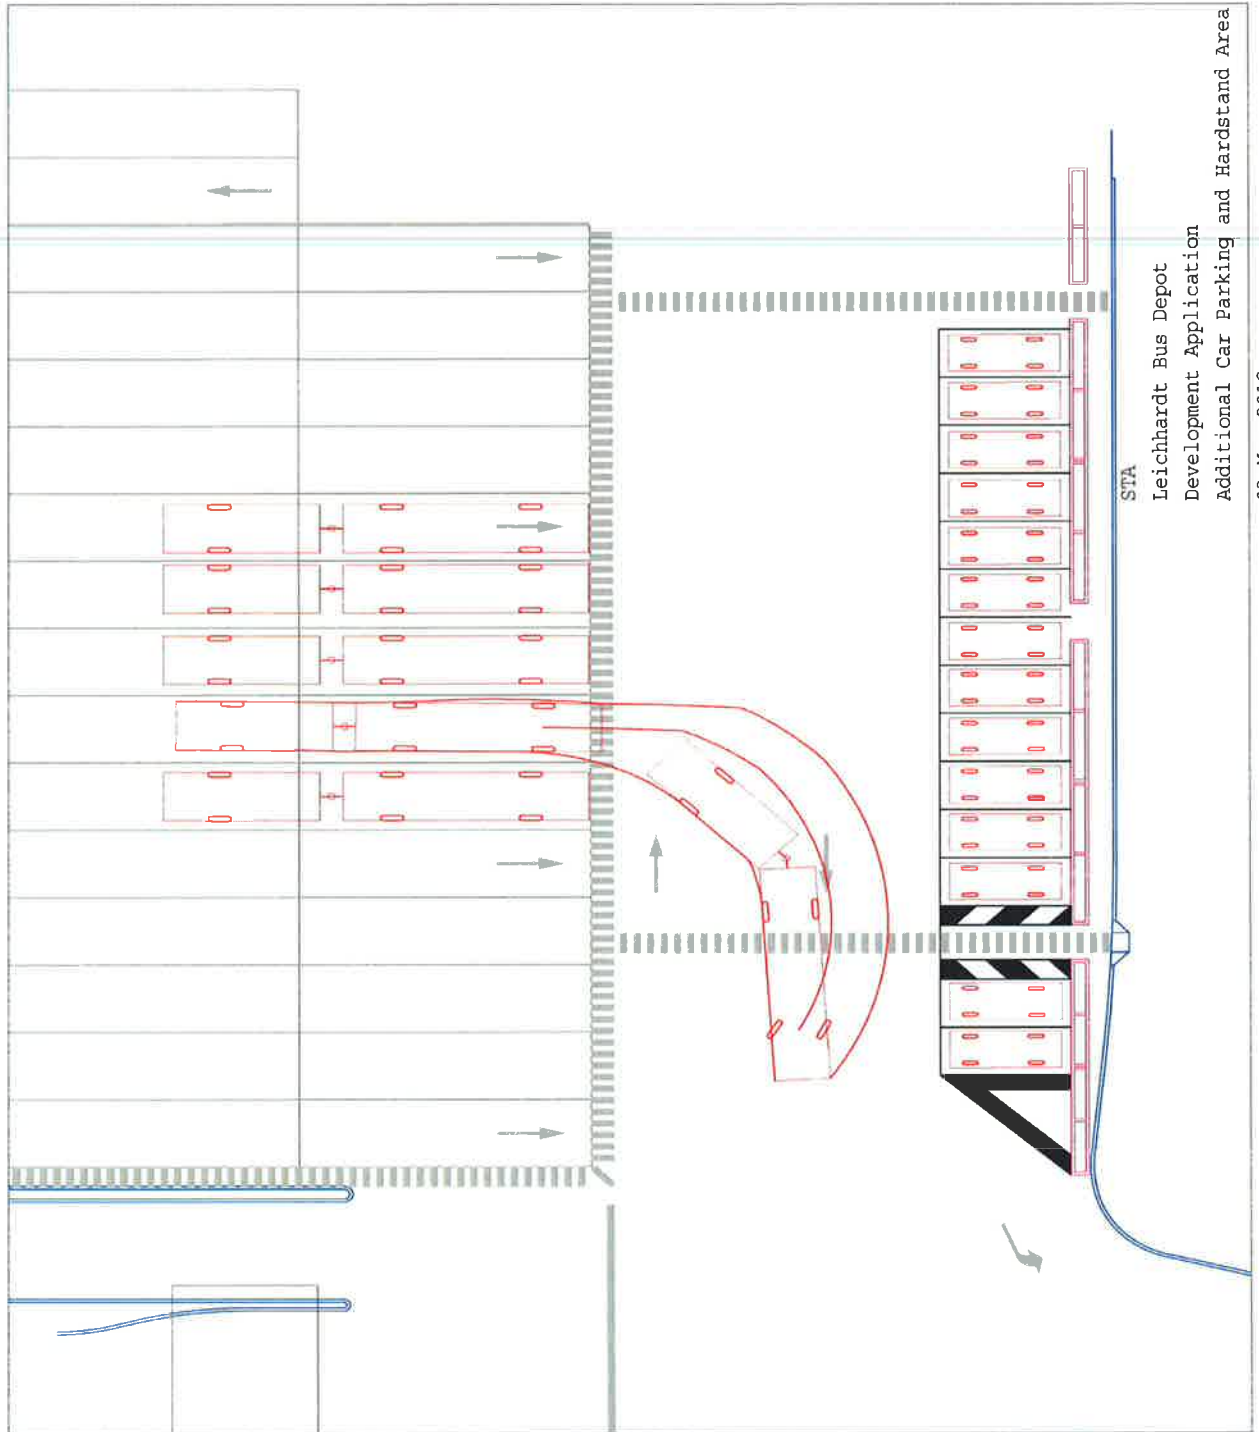 STA
Leichhardt Bus Depot
Development Application
Additional Car Parking and Hardstand Area